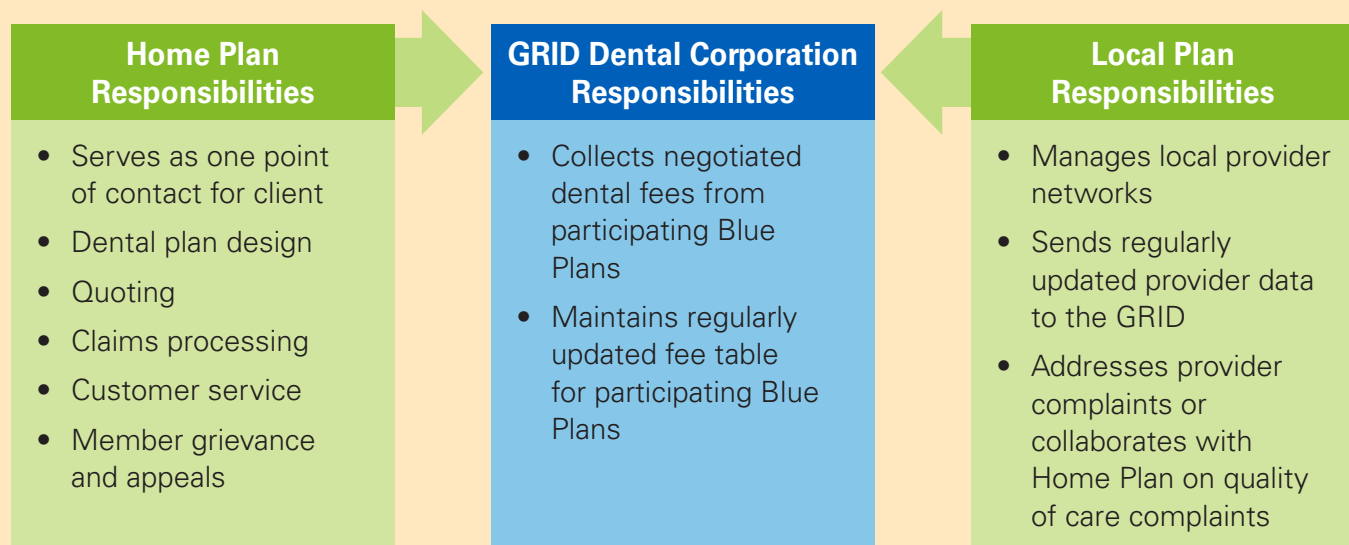 Home Plan
Responsibilities
• Serves as one point
of contact for client
• Dental plan design
• Quoting
• Claims processing
• Customer service
• Member grievance
and appeals
GRID Dental Corporation
Responsibilities
• Collects negotiated
dental fees from
participating Blue
Plans
• Maintains regularly
updated fee table
for participating Blue
Plans
Local Plan
Responsibilities
• Manages local provider
networks
• Sends regularly
updated provider data
to the GRID
• Addresses provider
complaints or
collaborates with
Home Plan on quality
of care complaints